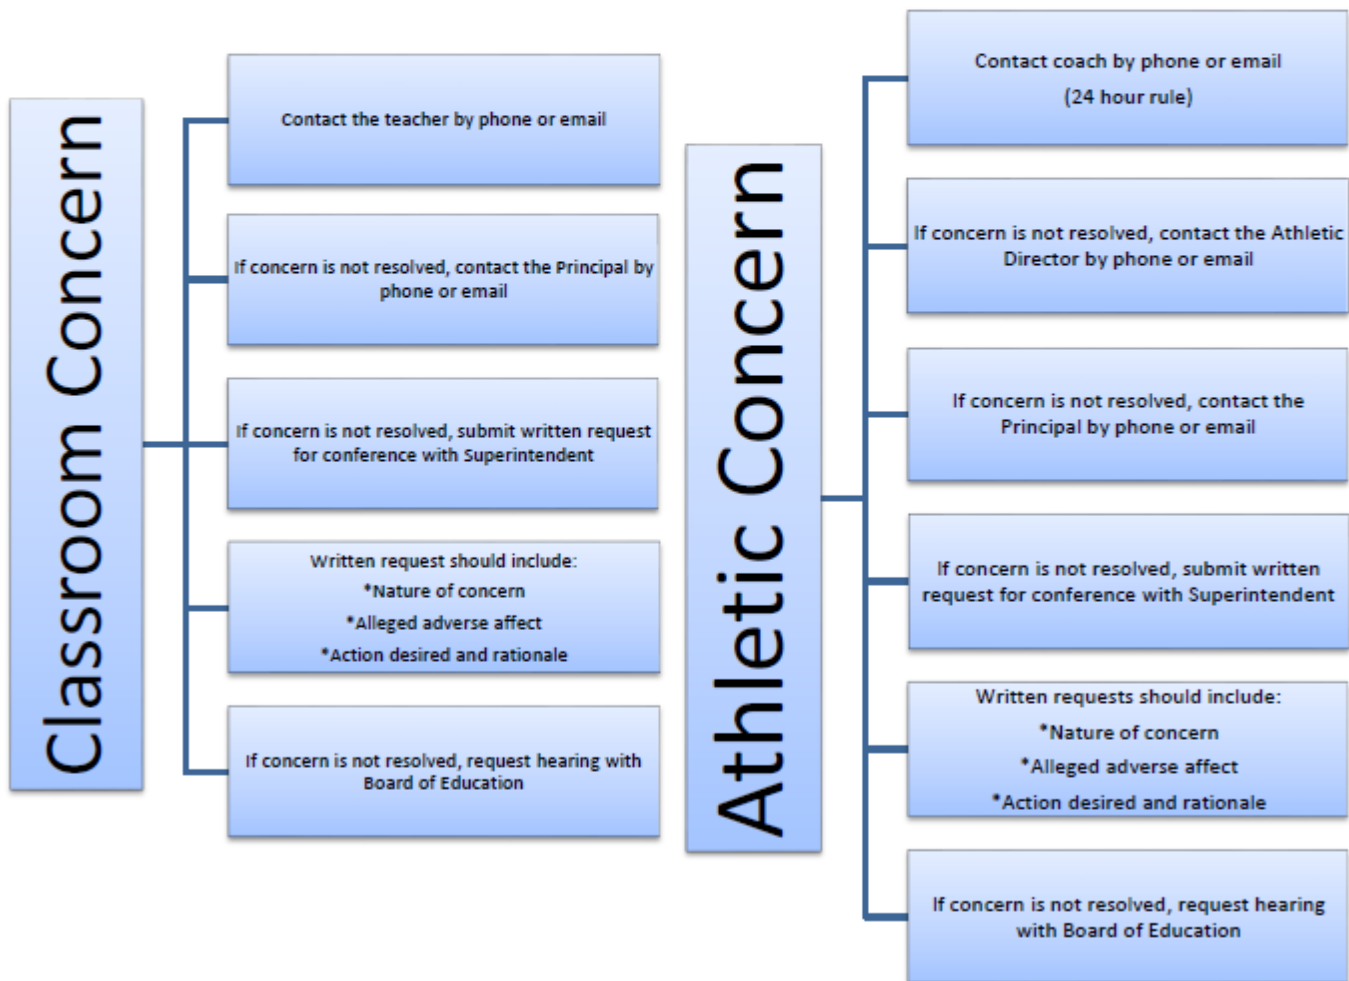 Classroom Concern
Contact the teacher by phone or email
If concern is not resolved, contact the Principal by
phone or email
If concern is not resolved, submit written request
for conference with Superintendent
Written request should include:
*Nature of concern
*Alleged adverse affect
*Action desired and rationale
If concern is not resolved, request hearing with
Board of Education
Athletic Concern
Contact coach by phone or email
(24 hour rule)
If concern is not resolved, contact the Athletic
Director by phone or email
If concern is not resolved, contact the
Principal by phone or email
If concern is not resolved, submit written
request for conference with Superintendent
Written requests should include:
*Nature of concern
*Alleged adverse affect
*Action desired and rationale
If concern is not resolved, request hearing
with Board of Education